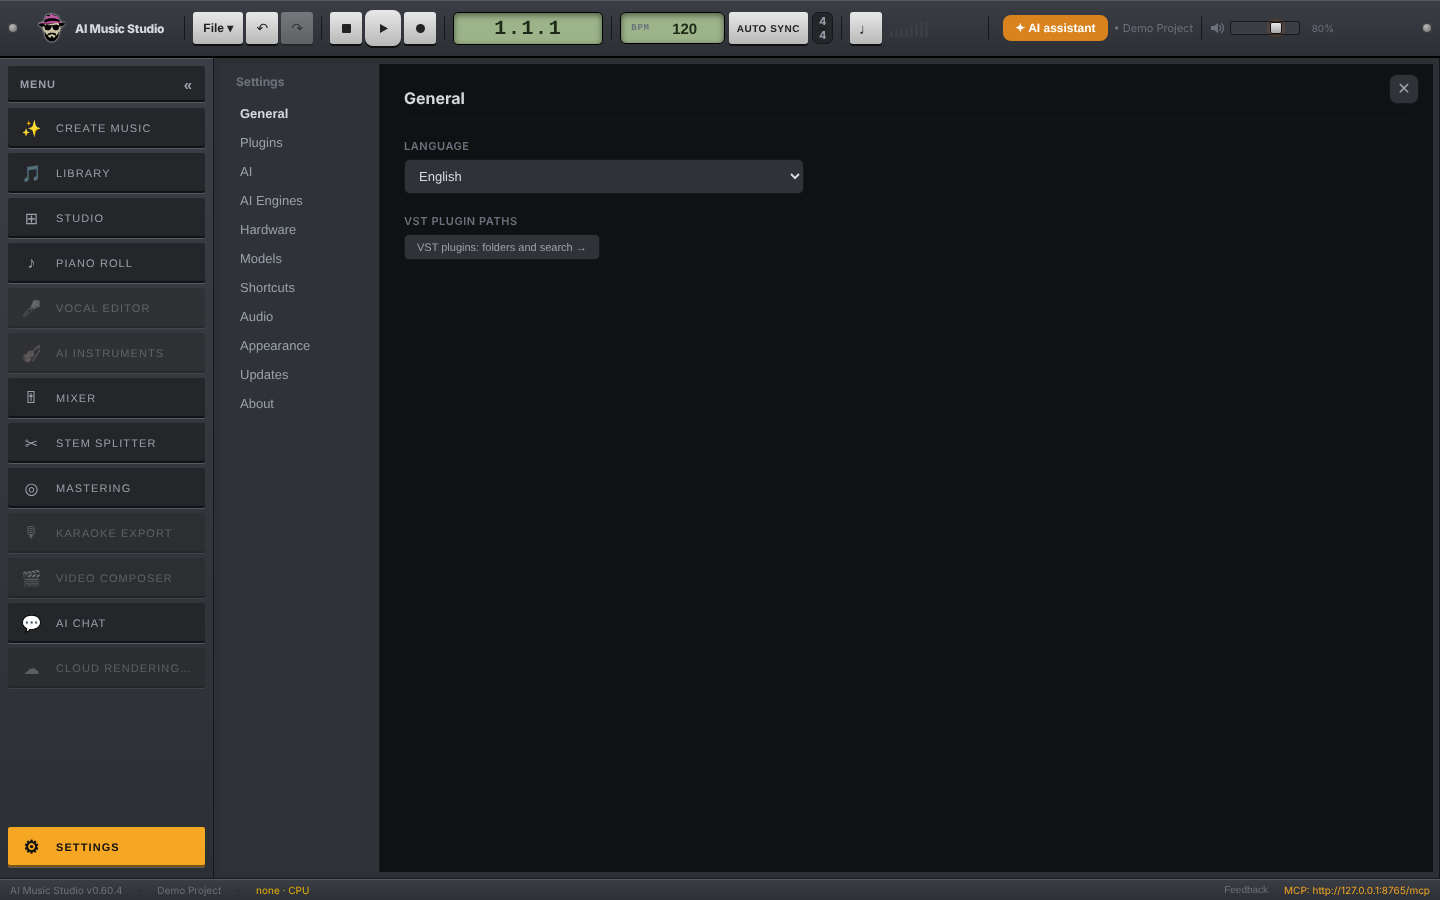 AI Music Studio
File ▾
1.1.1
BPM 120
AUTO SYNC
4
4
✦ AI assistant
• Demo Project
80%
MENU «
CREATE MUSIC
LIBRARY
STUDIO
PIANO ROLL
VOCAL EDITOR
AI INSTRUMENTS
MIXER
STEM SPLITTER
MASTERING
KARAOKE EXPORT
VIDEO COMPOSER
AI CHAT
CLOUD RENDERING...
SETTINGS
Settings
General
Plugins
AI
AI Engines
Hardware
Models
Shortcuts
Audio
Appearance
Updates
About
General
LANGUAGE
English
VST PLUGIN PATHS
VST plugins: folders and search →
AI Music Studio v0.60.4 · Demo Project · none · CPU
Feedback MCP: http://127.0.0.1:8765/mcp